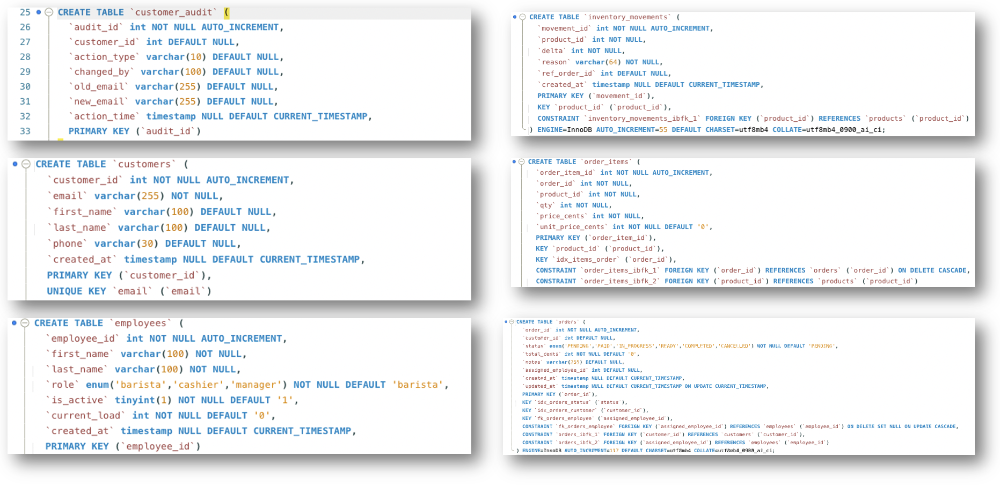 25 CREATE TABLE `customer_audit` (
26 `audit_id` int NOT NULL AUTO_INCREMENT,
27 `customer_id` int DEFAULT NULL,
28 `action_type` varchar(10) DEFAULT NULL,
29 `changed_by` varchar(100) DEFAULT NULL,
30 `old_email` varchar(255) DEFAULT NULL,
31 `new_email` varchar(255) DEFAULT NULL,
32 `action_time` timestamp NULL DEFAULT CURRENT_TIMESTAMP,
33 PRIMARY KEY (`audit_id`)
CREATE TABLE `customers` (
`customer_id` int NOT NULL AUTO_INCREMENT,
`email` varchar(255) NOT NULL,
`first_name` varchar(100) DEFAULT NULL,
`last_name` varchar(100) DEFAULT NULL,
`phone` varchar(30) DEFAULT NULL,
`created_at` timestamp NULL DEFAULT CURRENT_TIMESTAMP,
PRIMARY KEY (`customer_id`),
UNIQUE KEY `email` (`email`)
CREATE TABLE `employees` (
`employee_id` int NOT NULL AUTO_INCREMENT,
`first_name` varchar(100) NOT NULL,
`last_name` varchar(100) NOT NULL,
`role` enum('barista','cashier','manager') NOT NULL DEFAULT 'barista',
`is_active` tinyint(1) NOT NULL DEFAULT '1',
`current_load` int NOT NULL DEFAULT '0',
`created_at` timestamp NULL DEFAULT CURRENT_TIMESTAMP,
PRIMARY KEY (`employee_id`)
CREATE TABLE `inventory_movements` (
`movement_id` int NOT NULL AUTO_INCREMENT,
`product_id` int NOT NULL,
`delta` int NOT NULL,
`reason` varchar(64) NOT NULL,
`ref_order_id` int DEFAULT NULL,
`created_at` timestamp NULL DEFAULT CURRENT_TIMESTAMP,
PRIMARY KEY (`movement_id`),
KEY `product_id` (`product_id`),
CONSTRAINT `inventory_movements_ibfk_1` FOREIGN KEY (`product_id`) REFERENCES `products` (`product_id`)
) ENGINE=InnoDB AUTO_INCREMENT=55 DEFAULT CHARSET=utf8mb4 COLLATE=utf8mb4_0900_ai_ci;
CREATE TABLE `order_items` (
`order_item_id` int NOT NULL AUTO_INCREMENT,
`order_id` int NOT NULL,
`product_id` int NOT NULL,
`qty` int NOT NULL,
`price_cents` int NOT NULL,
`unit_price_cents` int NOT NULL DEFAULT '0',
PRIMARY KEY (`order_item_id`),
KEY `product_id` (`product_id`),
KEY `idx_items_order` (`order_id`),
CONSTRAINT `order_items_ibfk_1` FOREIGN KEY (`order_id`) REFERENCES `orders` (`order_id`) ON DELETE CASCADE,
CONSTRAINT `order_items_ibfk_2` FOREIGN KEY (`product_id`) REFERENCES `products` (`product_id`)
CREATE TABLE `orders` (
`order_id` int NOT NULL AUTO_INCREMENT,
`customer_id` int DEFAULT NULL,
`status` enum('PENDING','PAID','IN_PROGRESS','READY','COMPLETED','CANCELLED') NOT NULL DEFAULT 'PENDING',
`total_cents` int NOT NULL DEFAULT '0',
`notes` varchar(255) DEFAULT NULL,
`assigned_employee_id` int DEFAULT NULL,
`created_at` timestamp NULL DEFAULT CURRENT_TIMESTAMP,
`updated_at` timestamp NULL DEFAULT CURRENT_TIMESTAMP ON UPDATE CURRENT_TIMESTAMP,
PRIMARY KEY (`order_id`),
KEY `idx_orders_status` (`status`),
KEY `idx_orders_customer` (`customer_id`),
KEY `fk_orders_employee` (`assigned_employee_id`),
CONSTRAINT `fk_orders_employee` FOREIGN KEY (`assigned_employee_id`) REFERENCES `employees` (`employee_id`) ON DELETE SET NULL ON UPDATE CASCADE,
CONSTRAINT `orders_ibfk_1` FOREIGN KEY (`customer_id`) REFERENCES `customers` (`customer_id`),
CONSTRAINT `orders_ibfk_2` FOREIGN KEY (`assigned_employee_id`) REFERENCES `employees` (`employee_id`)
) ENGINE=InnoDB AUTO_INCREMENT=117 DEFAULT CHARSET=utf8mb4 COLLATE=utf8mb4_0900_ai_ci;